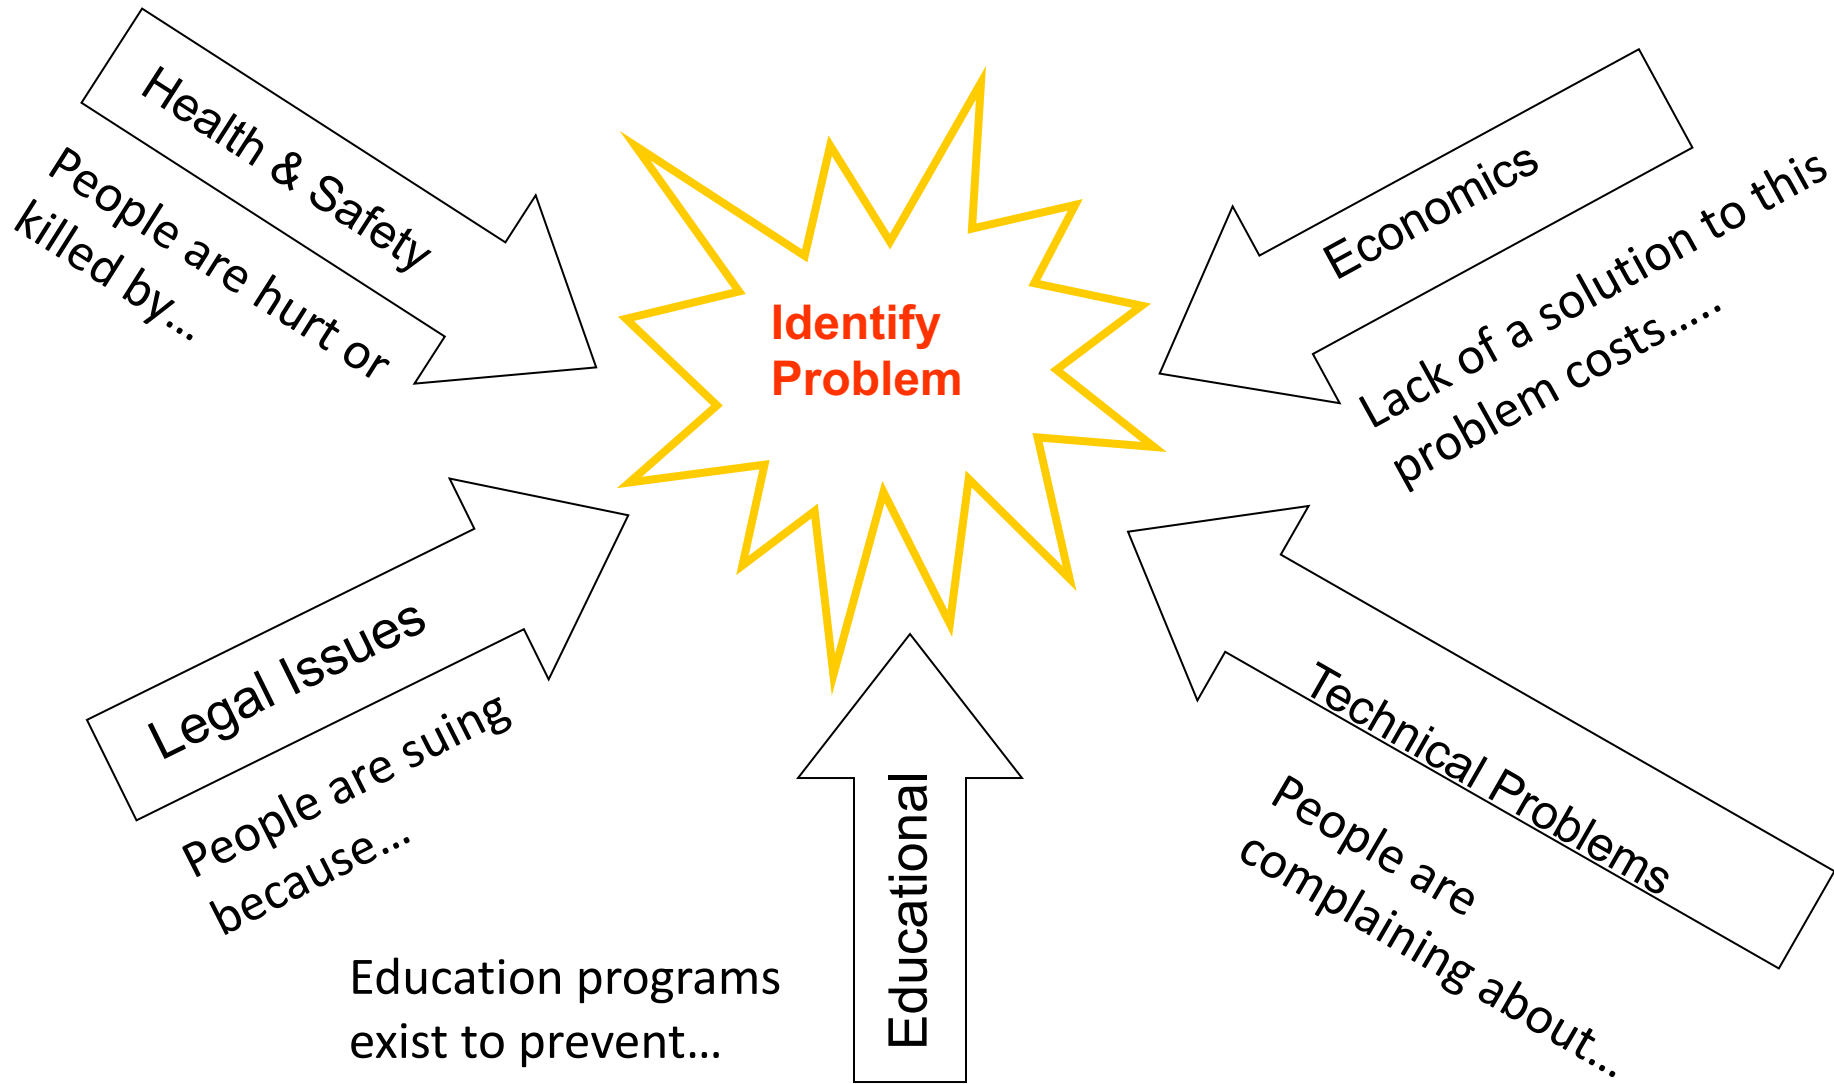 Health & Safety
People are hurt or
killed by...
Identify
Problem
Economics
Lack of a solution to this
problem costs.....
Legal Issues
People are suing
because...
Educational
Education programs
exist to prevent...
Technical Problems
People are
complaining about...